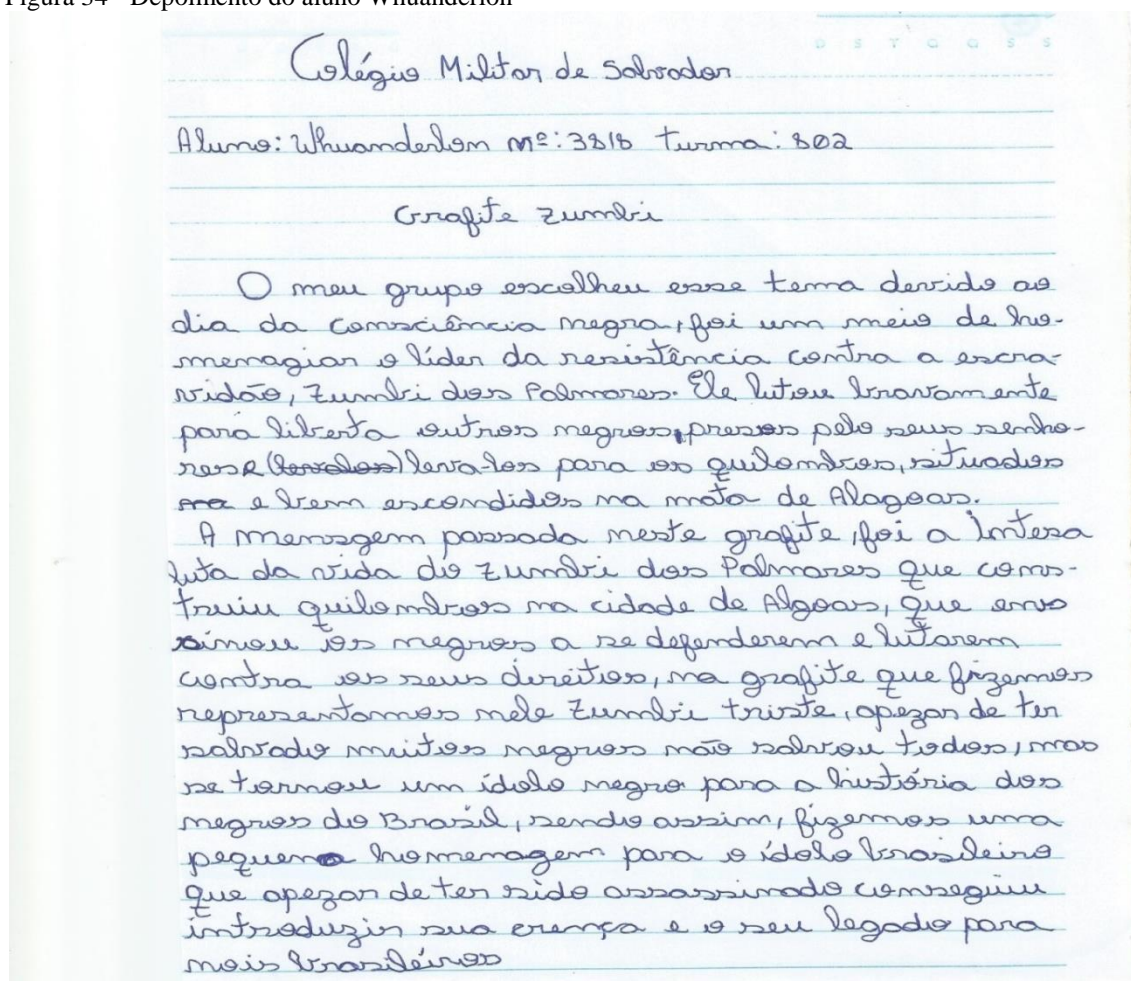 Figura 34 - Depoimento do aluno Whuanderlon
D S T Q Q S S
Colégio Militar de Salvador
Aluno: Whuanderlon nº: 3818 turma: 802
Grafite Zumbi
O meu grupo escolheu esse tema devido ao
dia da consciência negra, foi um meio de ho-
menagiar o líder da resistência contra a escra-
vidão, Zumbi dos Palmares. Ele lutou bravamente
para liberta outros negros, presos pelo seus senho-
res e (levalos) leva-los para os quilombros, situados
na e bem escondidos na mata de Alagoas.
A mensagem passada neste grafite, foi a Intesa
luta da vida do zumbi dos Palmares que cons-
truiu quilombros na cidade de Algoas, que ens
sinou os negros a se defenderem e lutarem
contra os seus direitos, na grafite que fizemos
representamos nele Zumbi triste, apezar de ter
salvado muitos negros não salvou todos, mas
se tornou um ídolo negro para a história dos
negros do Brasil, sendo assim, fizemos uma
pequena homenagem para o ídolo brasileiro
que apezar de ter sido assassinado conseguiu
introduzir sua crença e o seu legado para
mais brasileiros